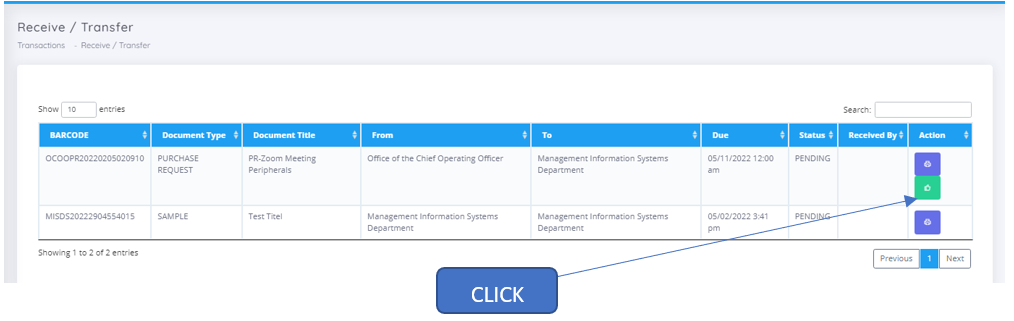 Receive / Transfer
Transactions - Receive / Transfer
Show 10 entries Search:
BARCODE Document Type Document Title From To Due Status Received By Action
OCOOPR20220205020910 PURCHASE REQUEST PR-Zoom Meeting Peripherals Office of the Chief Operating Officer Management Information Systems Department 05/11/2022 12:00 am PENDING
MISDS20222904554015 SAMPLE Test Titel Management Information Systems Department Management Information Systems Department 05/02/2022 3:41 pm PENDING
Showing 1 to 2 of 2 entries Previous 1 Next
CLICK